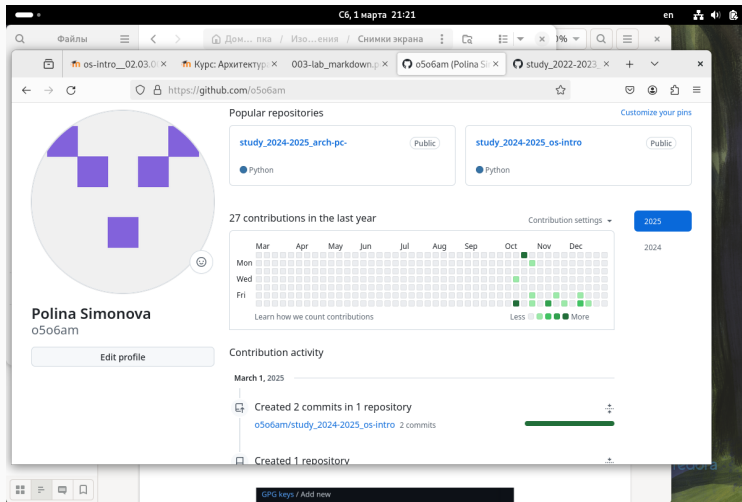 Сб, 1 марта 21:21
en
Файлы
Дом… пка / Изо…ения / Снимки экрана
0%
os-intro__02.03.0
Курс: Архитектур
003-lab_markdown.p
o5o6am (Polina Si
study_2022-2023_
https://github.com/o5o6am
Popular repositories
Customize your pins
study_2024-2025_arch-pc-
Public
study_2024-2025_os-intro
Public
Python
Python
27 contributions in the last year
Contribution settings
2025
2024
Mar Apr May Jun Jul Aug Sep Oct Nov Dec
Mon
Wed
Fri
Learn how we count contributions
Less More
Polina Simonova
o5o6am
Edit profile
Contribution activity
March 1, 2025
Created 2 commits in 1 repository
o5o6am/study_2024-2025_os-intro 2 commits
Created 1 repository
fedora
GPG keys / Add new